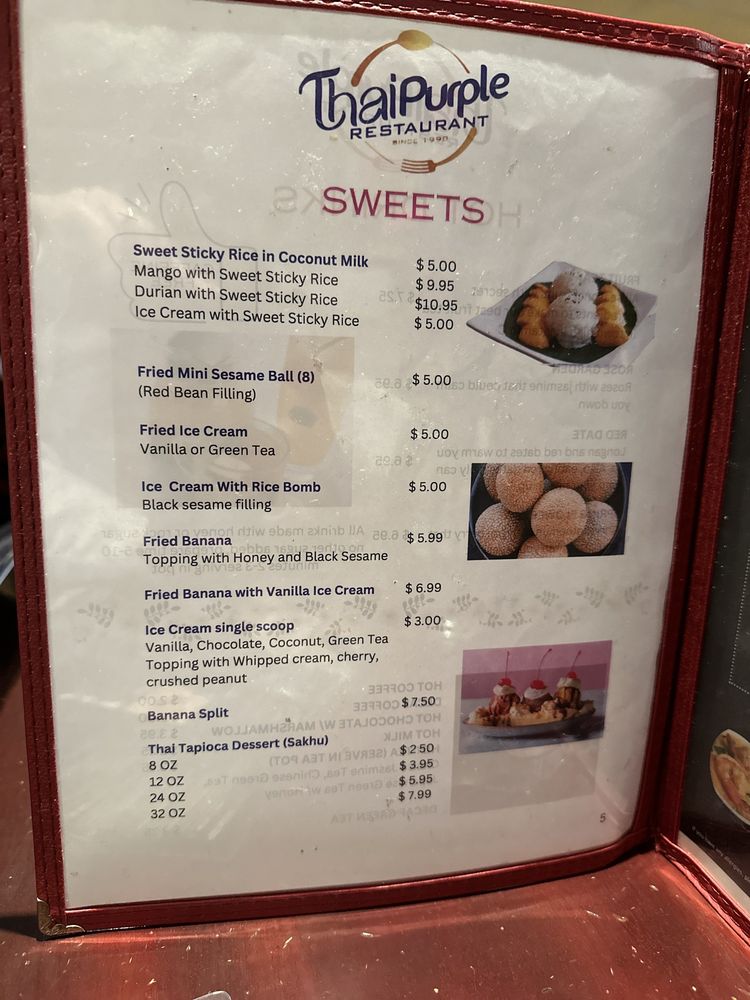 ThaiPurple
RESTAURANT
SINCE 1990
SWEETS
Sweet Sticky Rice in Coconut Milk $ 5.00
Mango with Sweet Sticky Rice $ 9.95
Durian with Sweet Sticky Rice $10.95
Ice Cream with Sweet Sticky Rice $ 5.00
Fried Mini Sesame Ball (8) $ 5.00
(Red Bean Filling)
Fried Ice Cream $ 5.00
Vanilla or Green Tea
Ice Cream With Rice Bomb $ 5.00
Black sesame filling
Fried Banana $ 5.99
Topping with Honey and Black Sesame
Fried Banana with Vanilla Ice Cream $ 6.99
Ice Cream single scoop $ 3.00
Vanilla, Chocolate, Coconut, Green Tea
Topping with Whipped cream, cherry,
crushed peanut
Banana Split $ 7.50
Thai Tapioca Dessert (Sakhu)
8 OZ $ 2.50
12 OZ $ 3.95
24 OZ $ 5.95
32 OZ $ 7.99
5